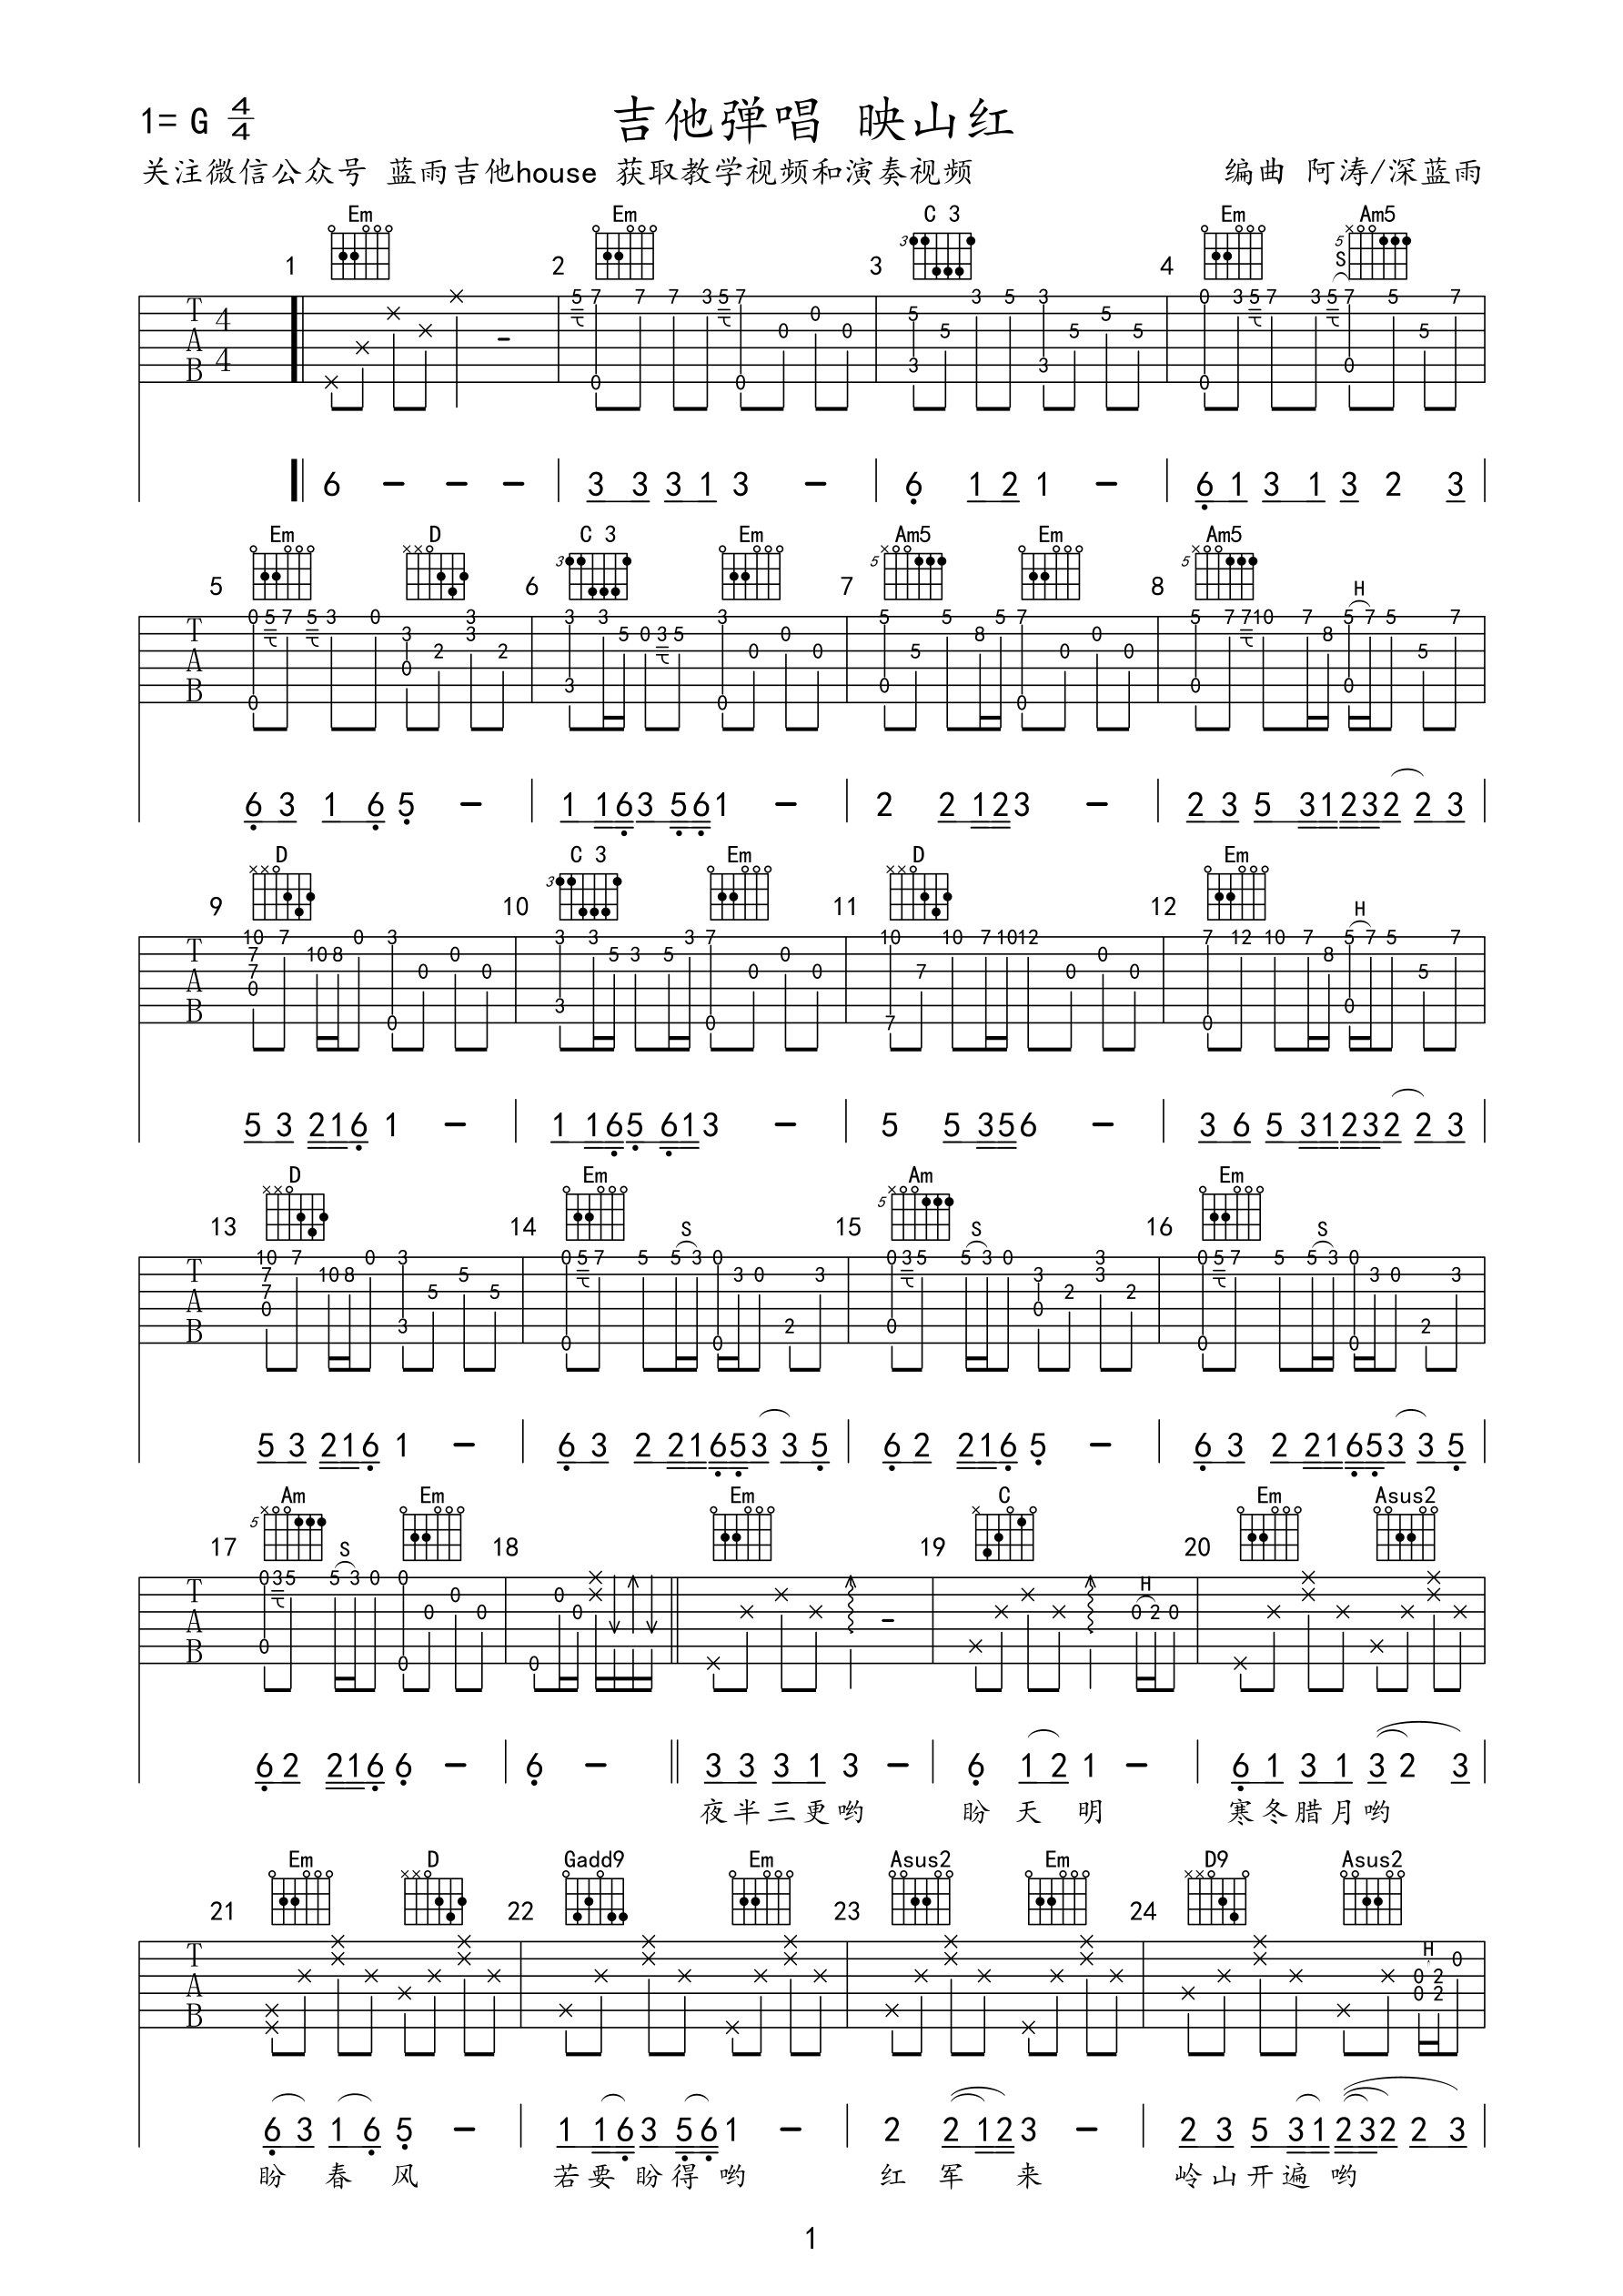 1= G 4/4 吉他弹唱 映山红
关注微信公众号 蓝雨吉他house 获取教学视频和演奏视频 编曲 阿涛/深蓝雨
Em Em C 3 Em Am5
1 2 3 4
6 - - - | 3 3 3 1 3 - | 6 1 2 1 - | 6 1 3 1 3 2 3
Em D C 3 Em Am5 Em Am5
5 6 7 8
6 3 1 6 5 - | 1 1 6 3 5 6 1 - | 2 2 1 2 3 - | 2 3 5 3 1 2 3 2 2 3
D C 3 Em D Em
9 10 11 12
5 3 2 1 6 1 - | 1 1 6 5 6 1 3 - | 5 5 3 5 6 - | 3 6 5 3 1 2 3 2 2 3
D Em Am Em
13 14 15 16
5 3 2 1 6 1 - | 6 3 2 2 1 6 5 3 3 5 | 6 2 2 1 6 5 - | 6 3 2 2 1 6 5 3 3 5
Am Em Em C Em Asus2
17 18 19 20
6 2 2 1 6 6 - | 6 - || 3 3 3 1 3 - | 6 1 2 1 - | 6 1 3 1 3 2 3
夜半三更哟 盼天明 寒冬腊月哟
Em D Gadd9 Em Asus2 Em D9 Asus2
21 22 23 24
6 3 1 6 5 - | 1 1 6 3 5 6 1 - | 2 2 1 2 3 - | 2 3 5 3 1 2 3 2 2 3
盼春风 若要盼得哟 红军来 岭山开遍哟
1